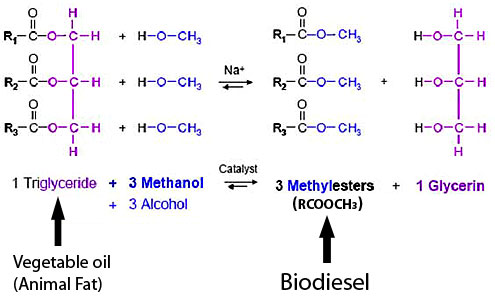 O H O H
R₁–C–O–C–H + H–O–CH₃ R₁–C–O–CH₃ H–O–C–H
O Na⁺ O
R₂–C–O–C–H + H–O–CH₃ R₂–C–O–CH₃ + H–O–C–H
O O
R₃–C–O–C–H + H–O–CH₃ R₃–C–O–CH₃ H–O–C–H
H H
Catalyst
1 Triglyceride + 3 Methanol 3 Methylesters + 1 Glycerin
+ 3 Alcohol (RCOOCH₃)
Vegetable oil
(Animal Fat)
Biodiesel